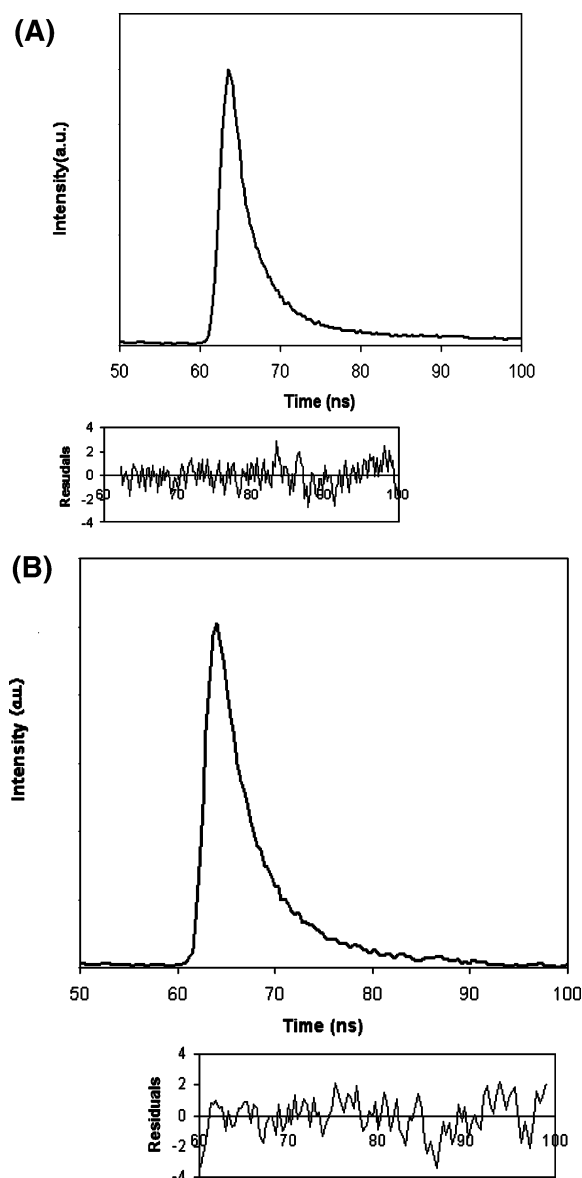 (A)
Intensity(a.u.)
50 60 70 80 90 100
Time (ns)
Resudals
4
2
0
-2
-4
60 70 80 90 100
(B)
Intensity (a.u.)
50 60 70 80 90 100
Time (ns)
Residuals
4
2
0
-2
-4
60 70 80 90 100